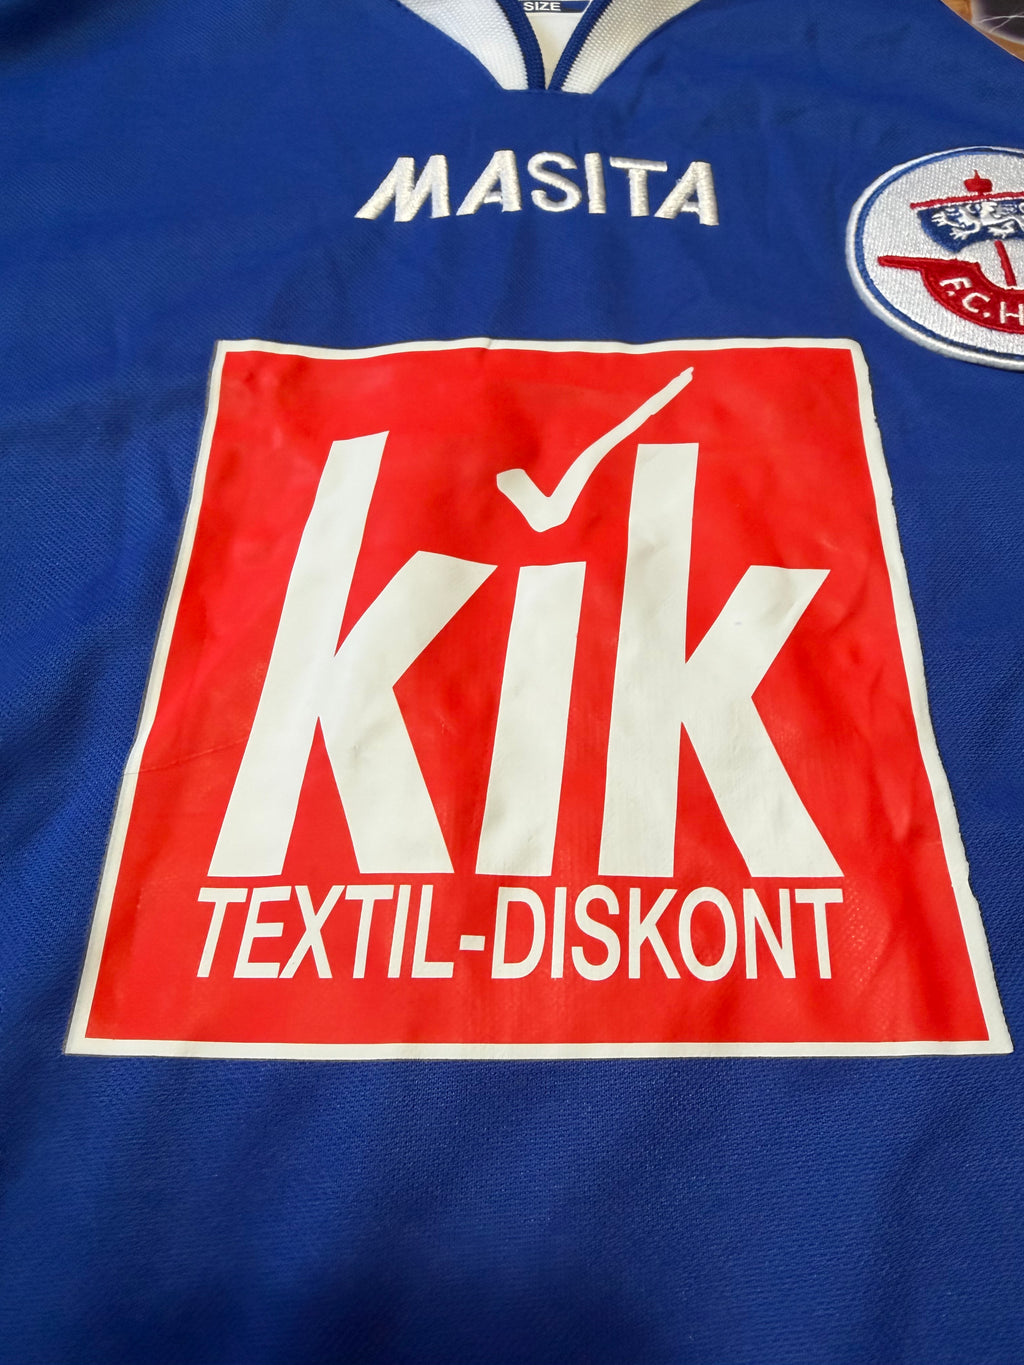 SIZE
MASITA
F.C.H
kik
TEXTIL-DISKONT